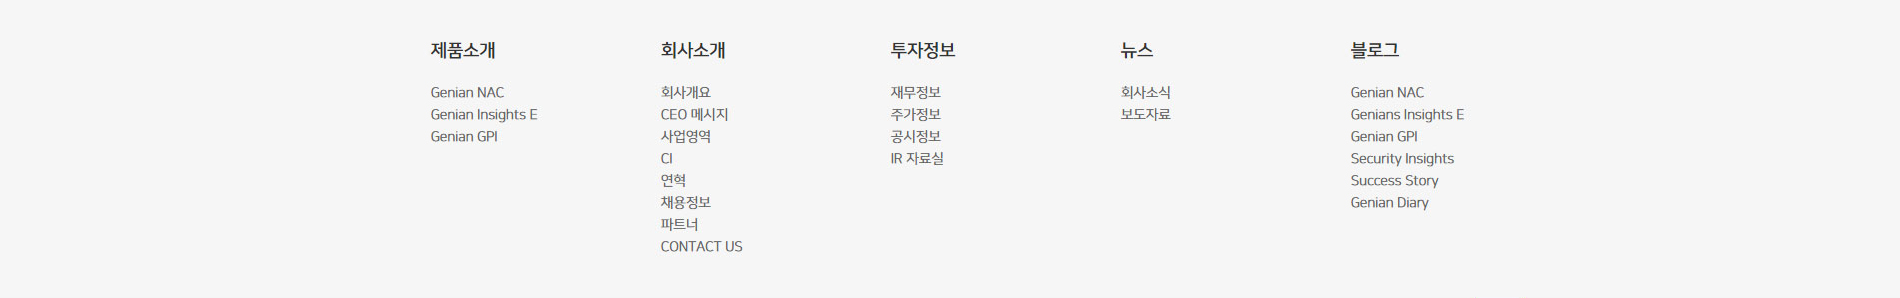 제품소개
Genian NAC
Genian Insights E
Genian GPI
회사소개
회사개요
CEO 메시지
사업영역
CI
연혁
채용정보
파트너
CONTACT US
투자정보
재무정보
주가정보
공시정보
IR 자료실
뉴스
회사소식
보도자료
블로그
Genian NAC
Genians Insights E
Genian GPI
Security Insights
Success Story
Genian Diary